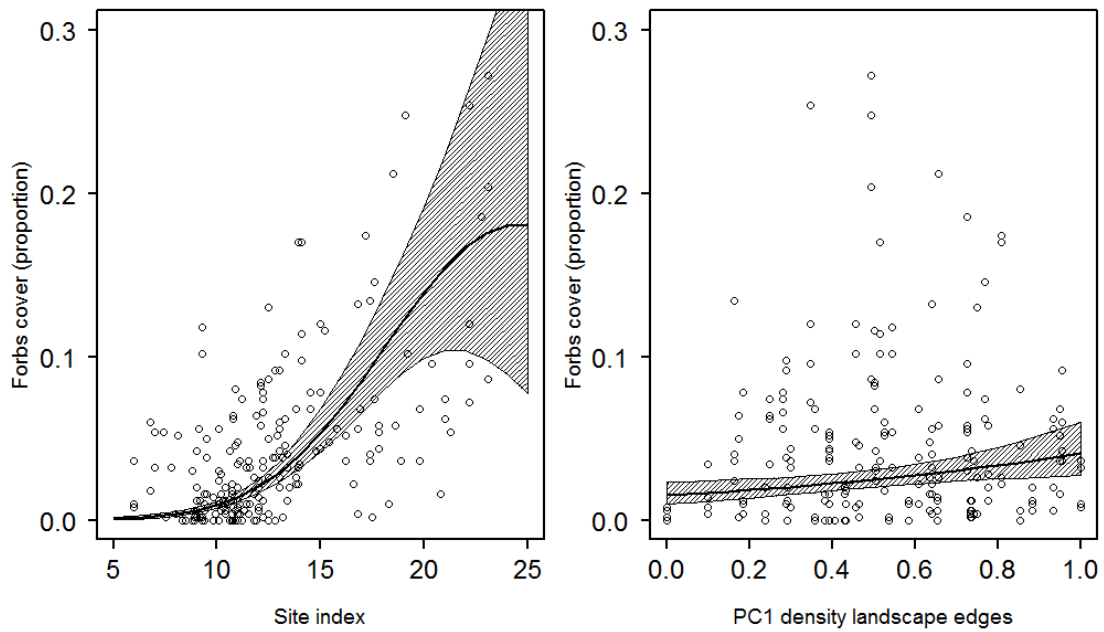 0.3
0.2
0.1
0.0
Forbs cover (proportion)
5 10 15 20 25
Site index
0.3
0.2
0.1
0.0
Forbs cover (proportion)
0.0 0.2 0.4 0.6 0.8 1.0
PC1 density landscape edges